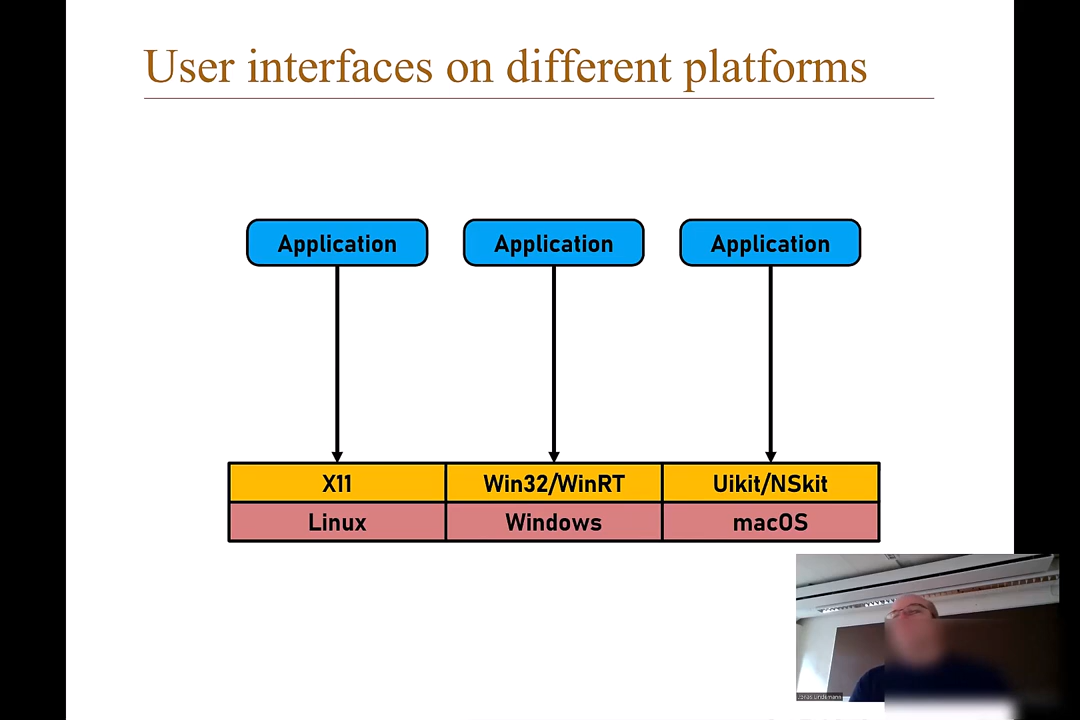 User interfaces on different platforms
Application Application Application
X11 Win32/WinRT Uikit/NSkit
Linux Windows macOS